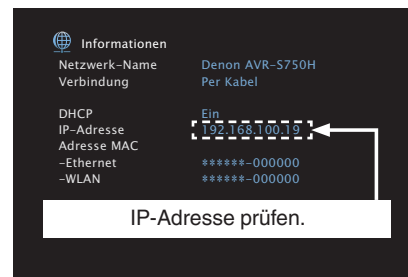 Informationen
Netzwerk-Name Denon AVR-S750H
Verbindung Per Kabel
DHCP Ein
IP-Adresse 192.168.100.19
Adresse MAC
-Ethernet ******-000000
-WLAN ******-000000
IP-Adresse prüfen.